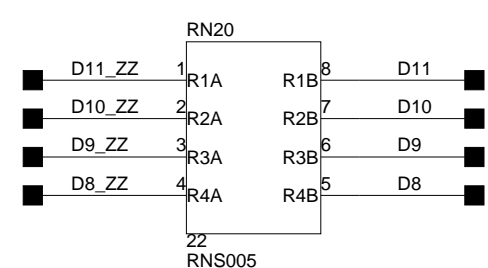 RN20
D11_ZZ 1 R1A R1B 8 D11
D10_ZZ 2 R2A R2B 7 D10
D9_ZZ 3 R3A R3B 6 D9
D8_ZZ 4 R4A R4B 5 D8
22
RNS005